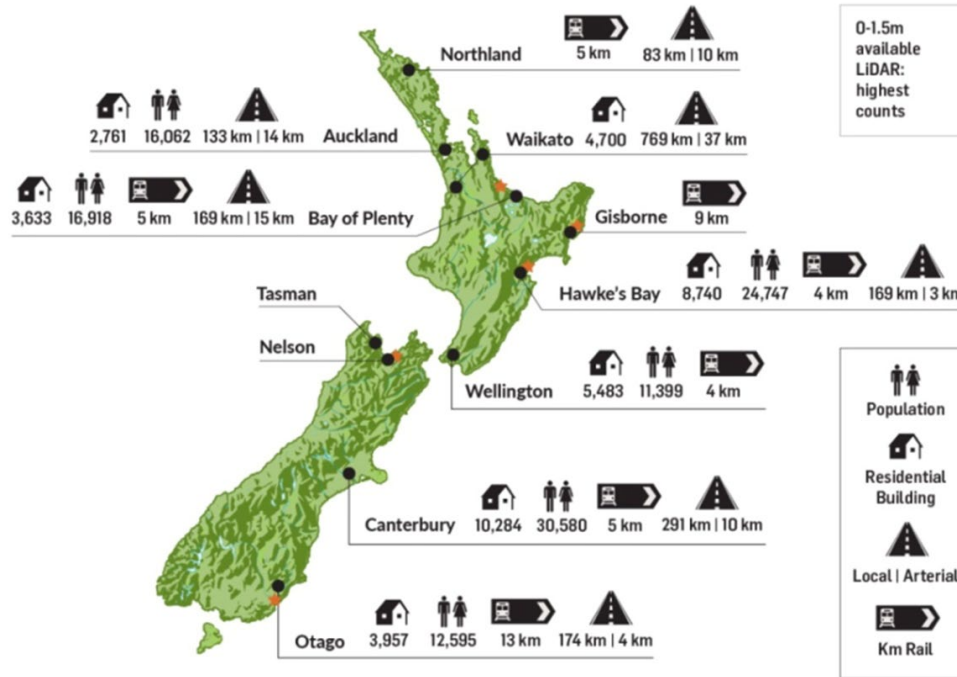 Northland
5 km 83 km | 10 km
0-1.5m
available
LiDAR:
highest
counts
2,761 16,062 133 km | 14 km Auckland
Waikato 4,700 769 km | 37 km
3,633 16,918 5 km 169 km | 15 km Bay of Plenty
Gisborne 9 km
Hawke's Bay 8,740 24,747 4 km 169 km | 3 km
Tasman
Nelson
Wellington 5,483 11,399 4 km
Canterbury 10,284 30,580 5 km 291 km | 10 km
Otago 3,957 12,595 13 km 174 km | 4 km
Population
Residential
Building
Local | Arterial
Km Rail